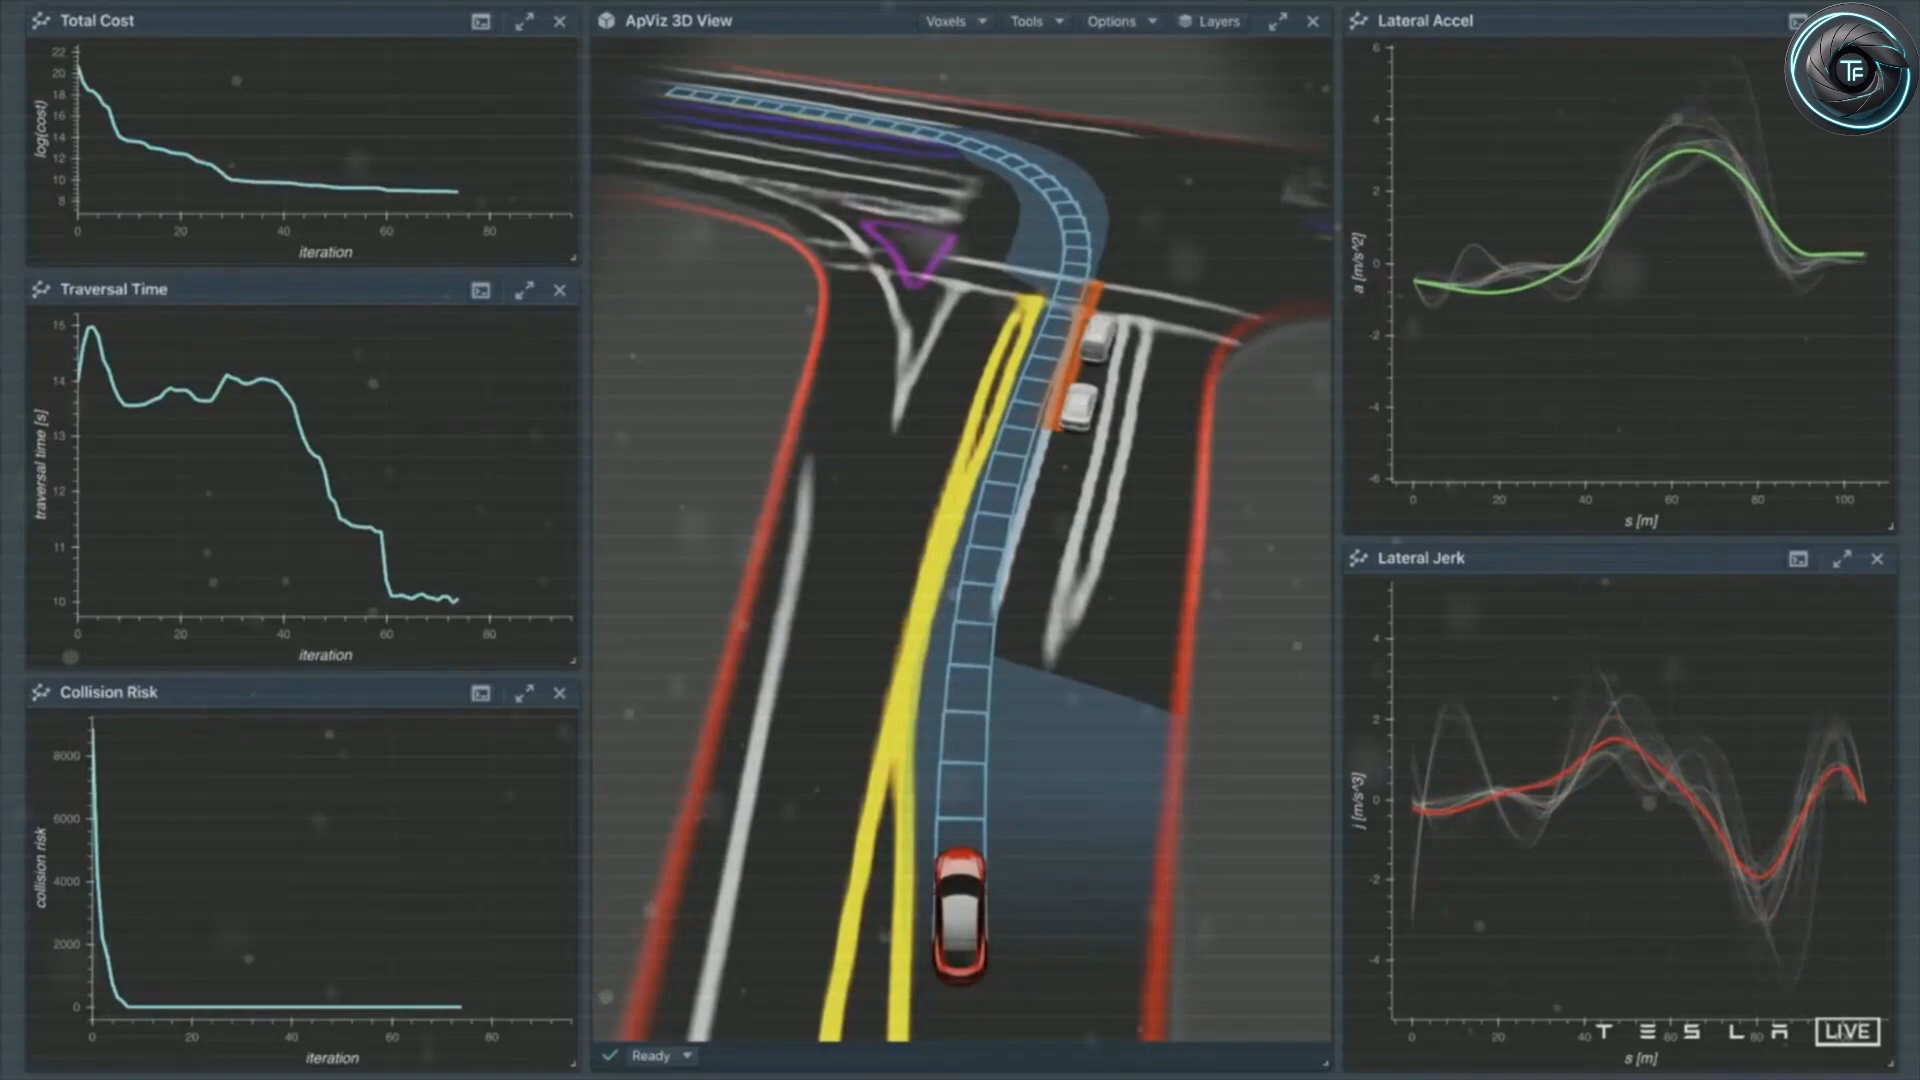 Total Cost
22
20
18
16
14
12
10
8
log(cost)
0 20 40 60 80
iteration
Traversal Time
15
14
13
12
11
10
traversal time [s]
0 20 40 60 80
iteration
Collision Risk
8000
6000
4000
2000
0
collision risk
0 20 40 60 80
iteration
ApViz 3D View Voxels Tools Options Layers
Ready
Lateral Accel
6
4
2
0
-2
-4
-6
a [m/s^2]
0 20 40 60 80 100
s [m]
TF
Lateral Jerk
4
2
0
-2
-4
j [m/s^3]
0 20 40 60 80
s [m]
TESLA LIVE